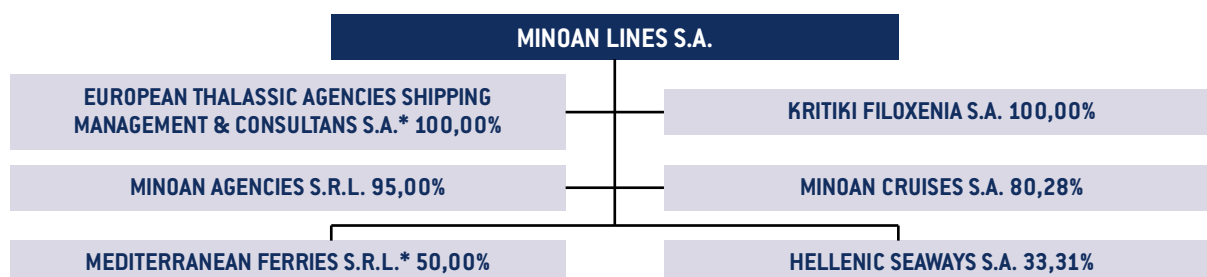 MINOAN LINES S.A.
EUROPEAN THALASSIC AGENCIES SHIPPING
MANAGEMENT & CONSULTANS S.A.* 100,00%
KRITIKI FILOXENIA S.A. 100,00%
MINOAN AGENCIES S.R.L. 95,00%
MINOAN CRUISES S.A. 80,28%
MEDITERRANEAN FERRIES S.R.L.* 50,00%
HELLENIC SEAWAYS S.A. 33,31%